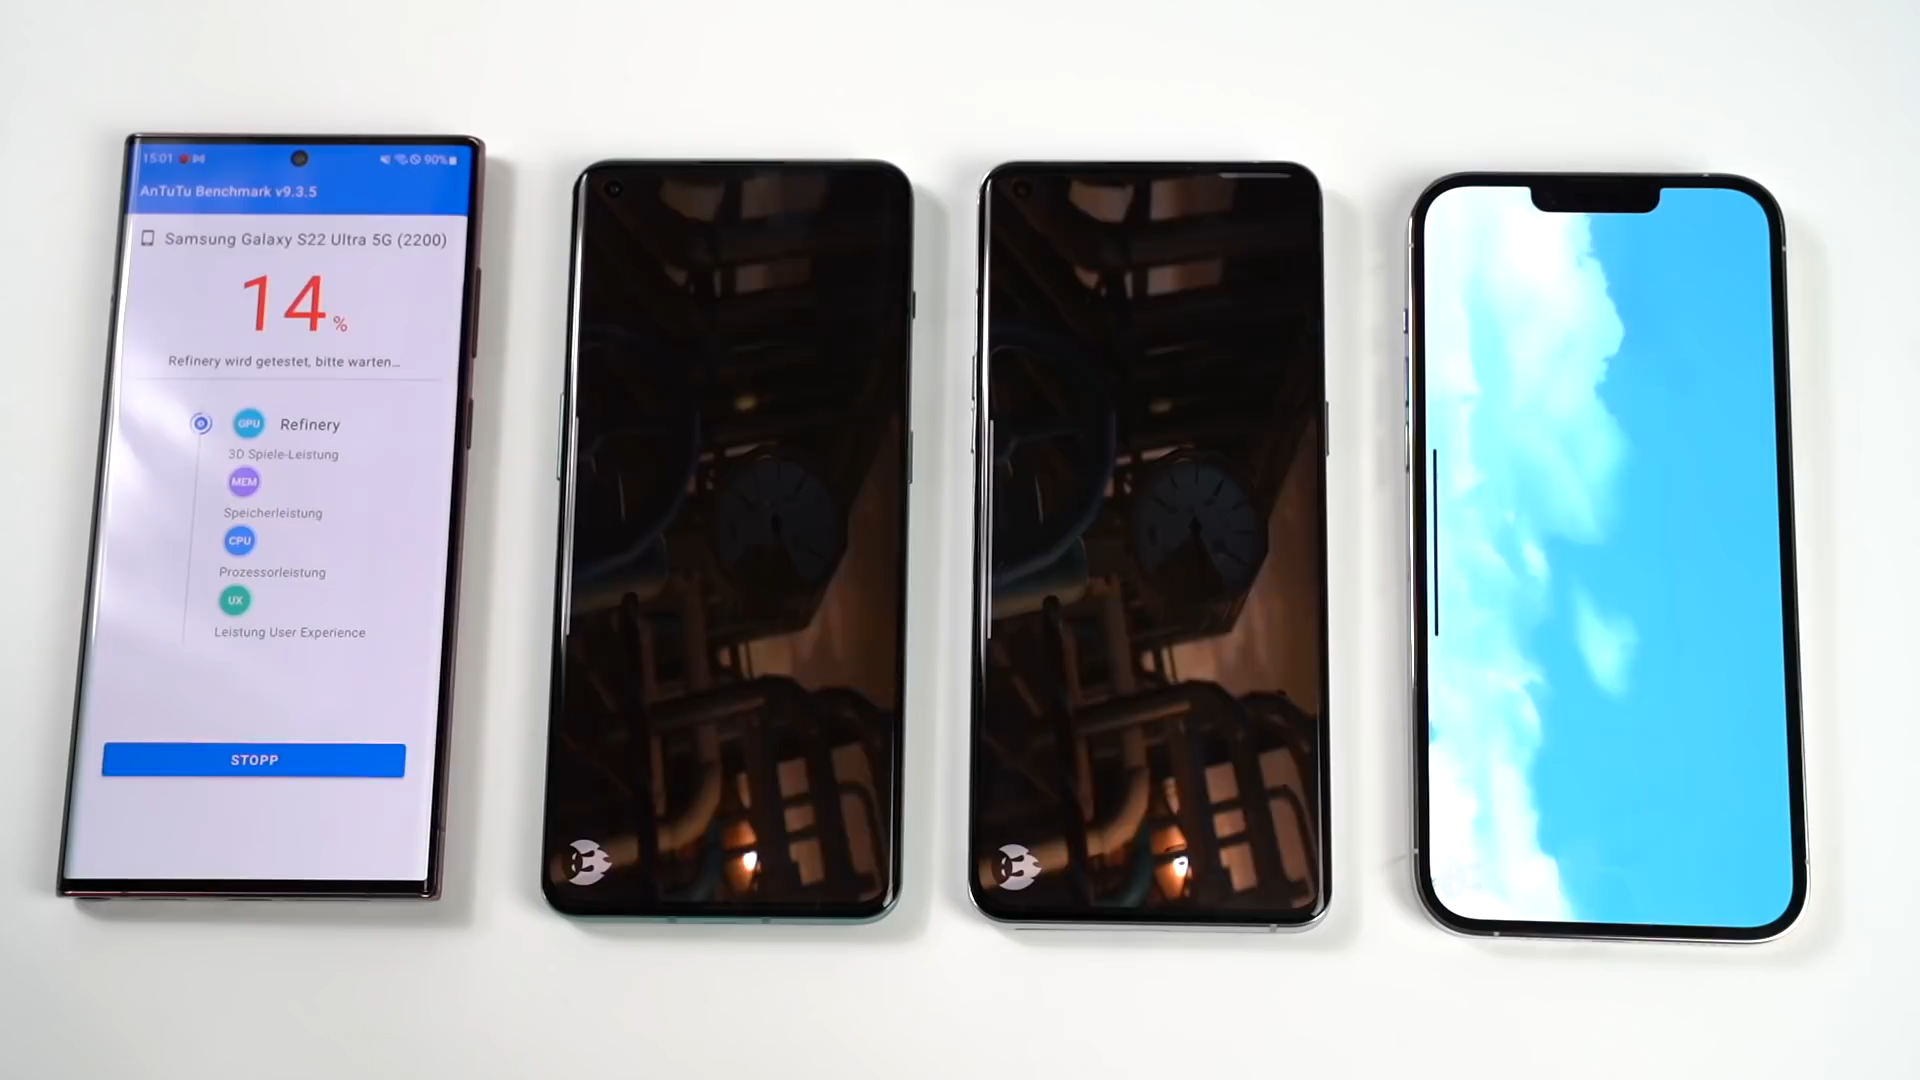 15:01
90%
AnTuTu Benchmark v9.3.5
Samsung Galaxy S22 Ultra 5G (2200)
14%
Refinery wird getestet, bitte warten...
GPU Refinery
3D Spiele-Leistung
MEM
Speicherleistung
CPU
Prozessorleistung
UX
Leistung User Experience
STOPP